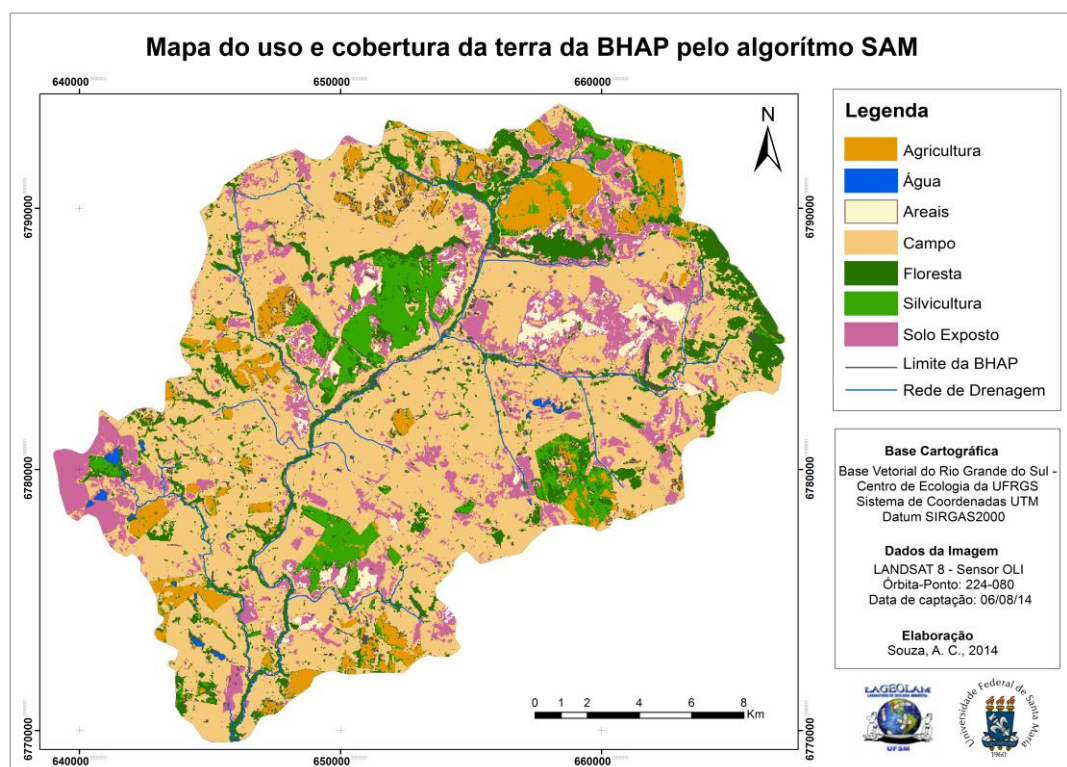 Mapa do uso e cobertura da terra da BHAP pelo algorítmo SAM
640000
650000
660000
6790000
6780000
6770000
6790000
6780000
6770000
640000
650000
660000
N
0 1 2 4 6 8
Km
Legenda
Agricultura
Água
Areais
Campo
Floresta
Silvicultura
Solo Exposto
Limite da BHAP
Rede de Drenagem
Base Cartográfica
Base Vetorial do Rio Grande do Sul -
Centro de Ecologia da UFRGS
Sistema de Coordenadas UTM
Datum SIRGAS2000
Dados da Imagem
LANDSAT 8 - Sensor OLI
Órbita-Ponto: 224-080
Data de captação: 06/08/14
Elaboração
Souza, A. C., 2014
LAGEOLAM
UFSM
Universidade Federal de Santa Maria
1960